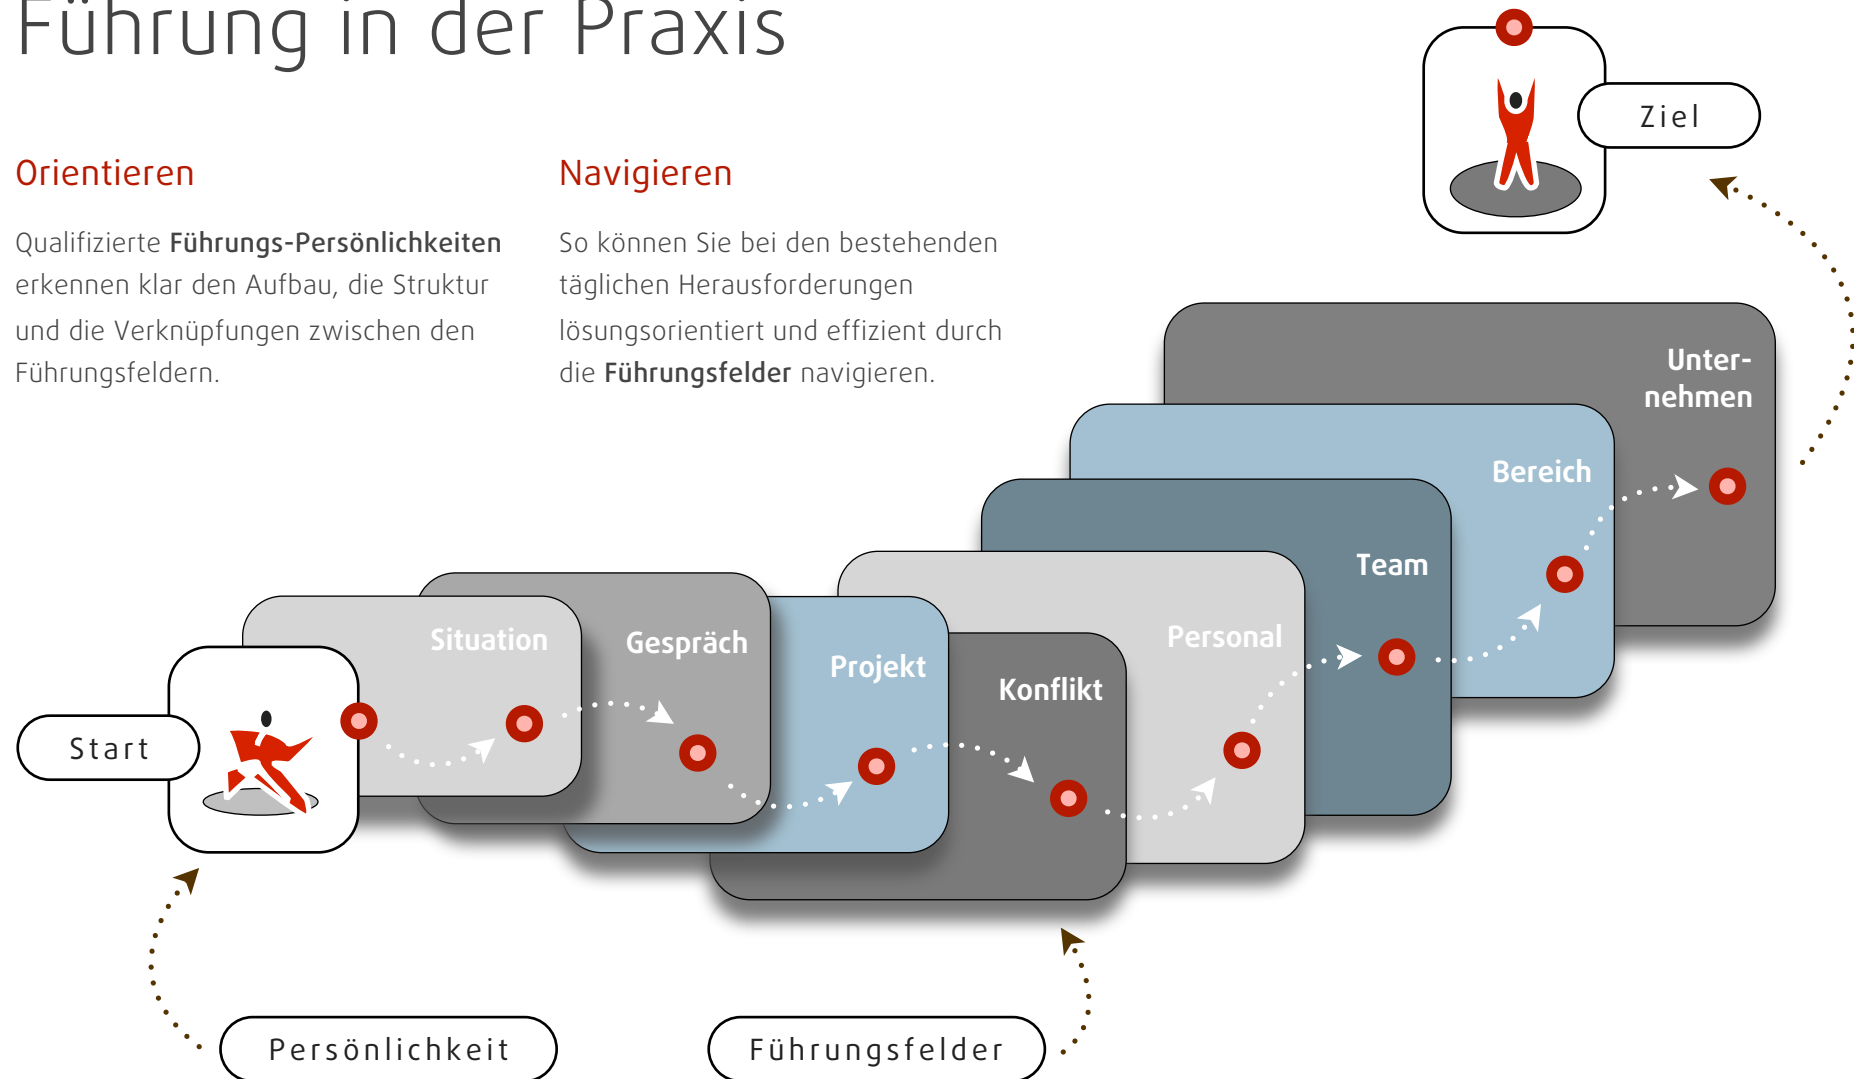 Führung in der Praxis
Orientieren
Qualifizierte Führungs-Persönlichkeiten
erkennen klar den Aufbau, die Struktur
und die Verknüpfungen zwischen den
Führungsfeldern.
Navigieren
So können Sie bei den bestehenden
täglichen Herausforderungen
lösungsorientiert und effizient durch
die Führungsfelder navigieren.
Ziel
Unter-
nehmen
Bereich
Team
Personal
Konflikt
Projekt
Gespräch
Situation
Start
Persönlichkeit
Führungsfelder